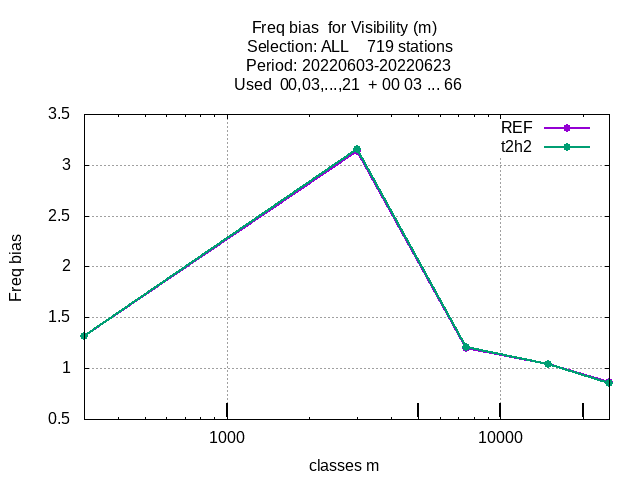 Freq bias  for Visibility (m)
Selection: ALL    719 stations
Period: 20220603-20220623
Used  00,03,...,21  + 00 03 ... 66
REF
t2h2
3.5
3
2.5
2
1.5
1
0.5
Freq bias
1000
10000
classes m